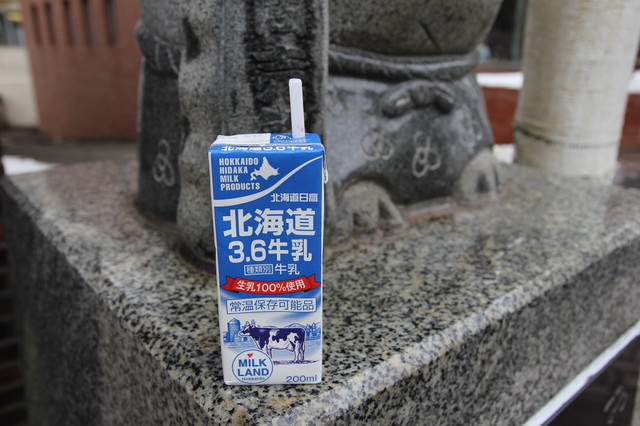 HOKKAIDO
HIDAKA
MILK
PRODUCTS
北海道日高
北海道
3.6牛乳
種類別 牛乳
生乳100%使用
常温保存可能品
MILK
LAND
Hokkaido
200ml